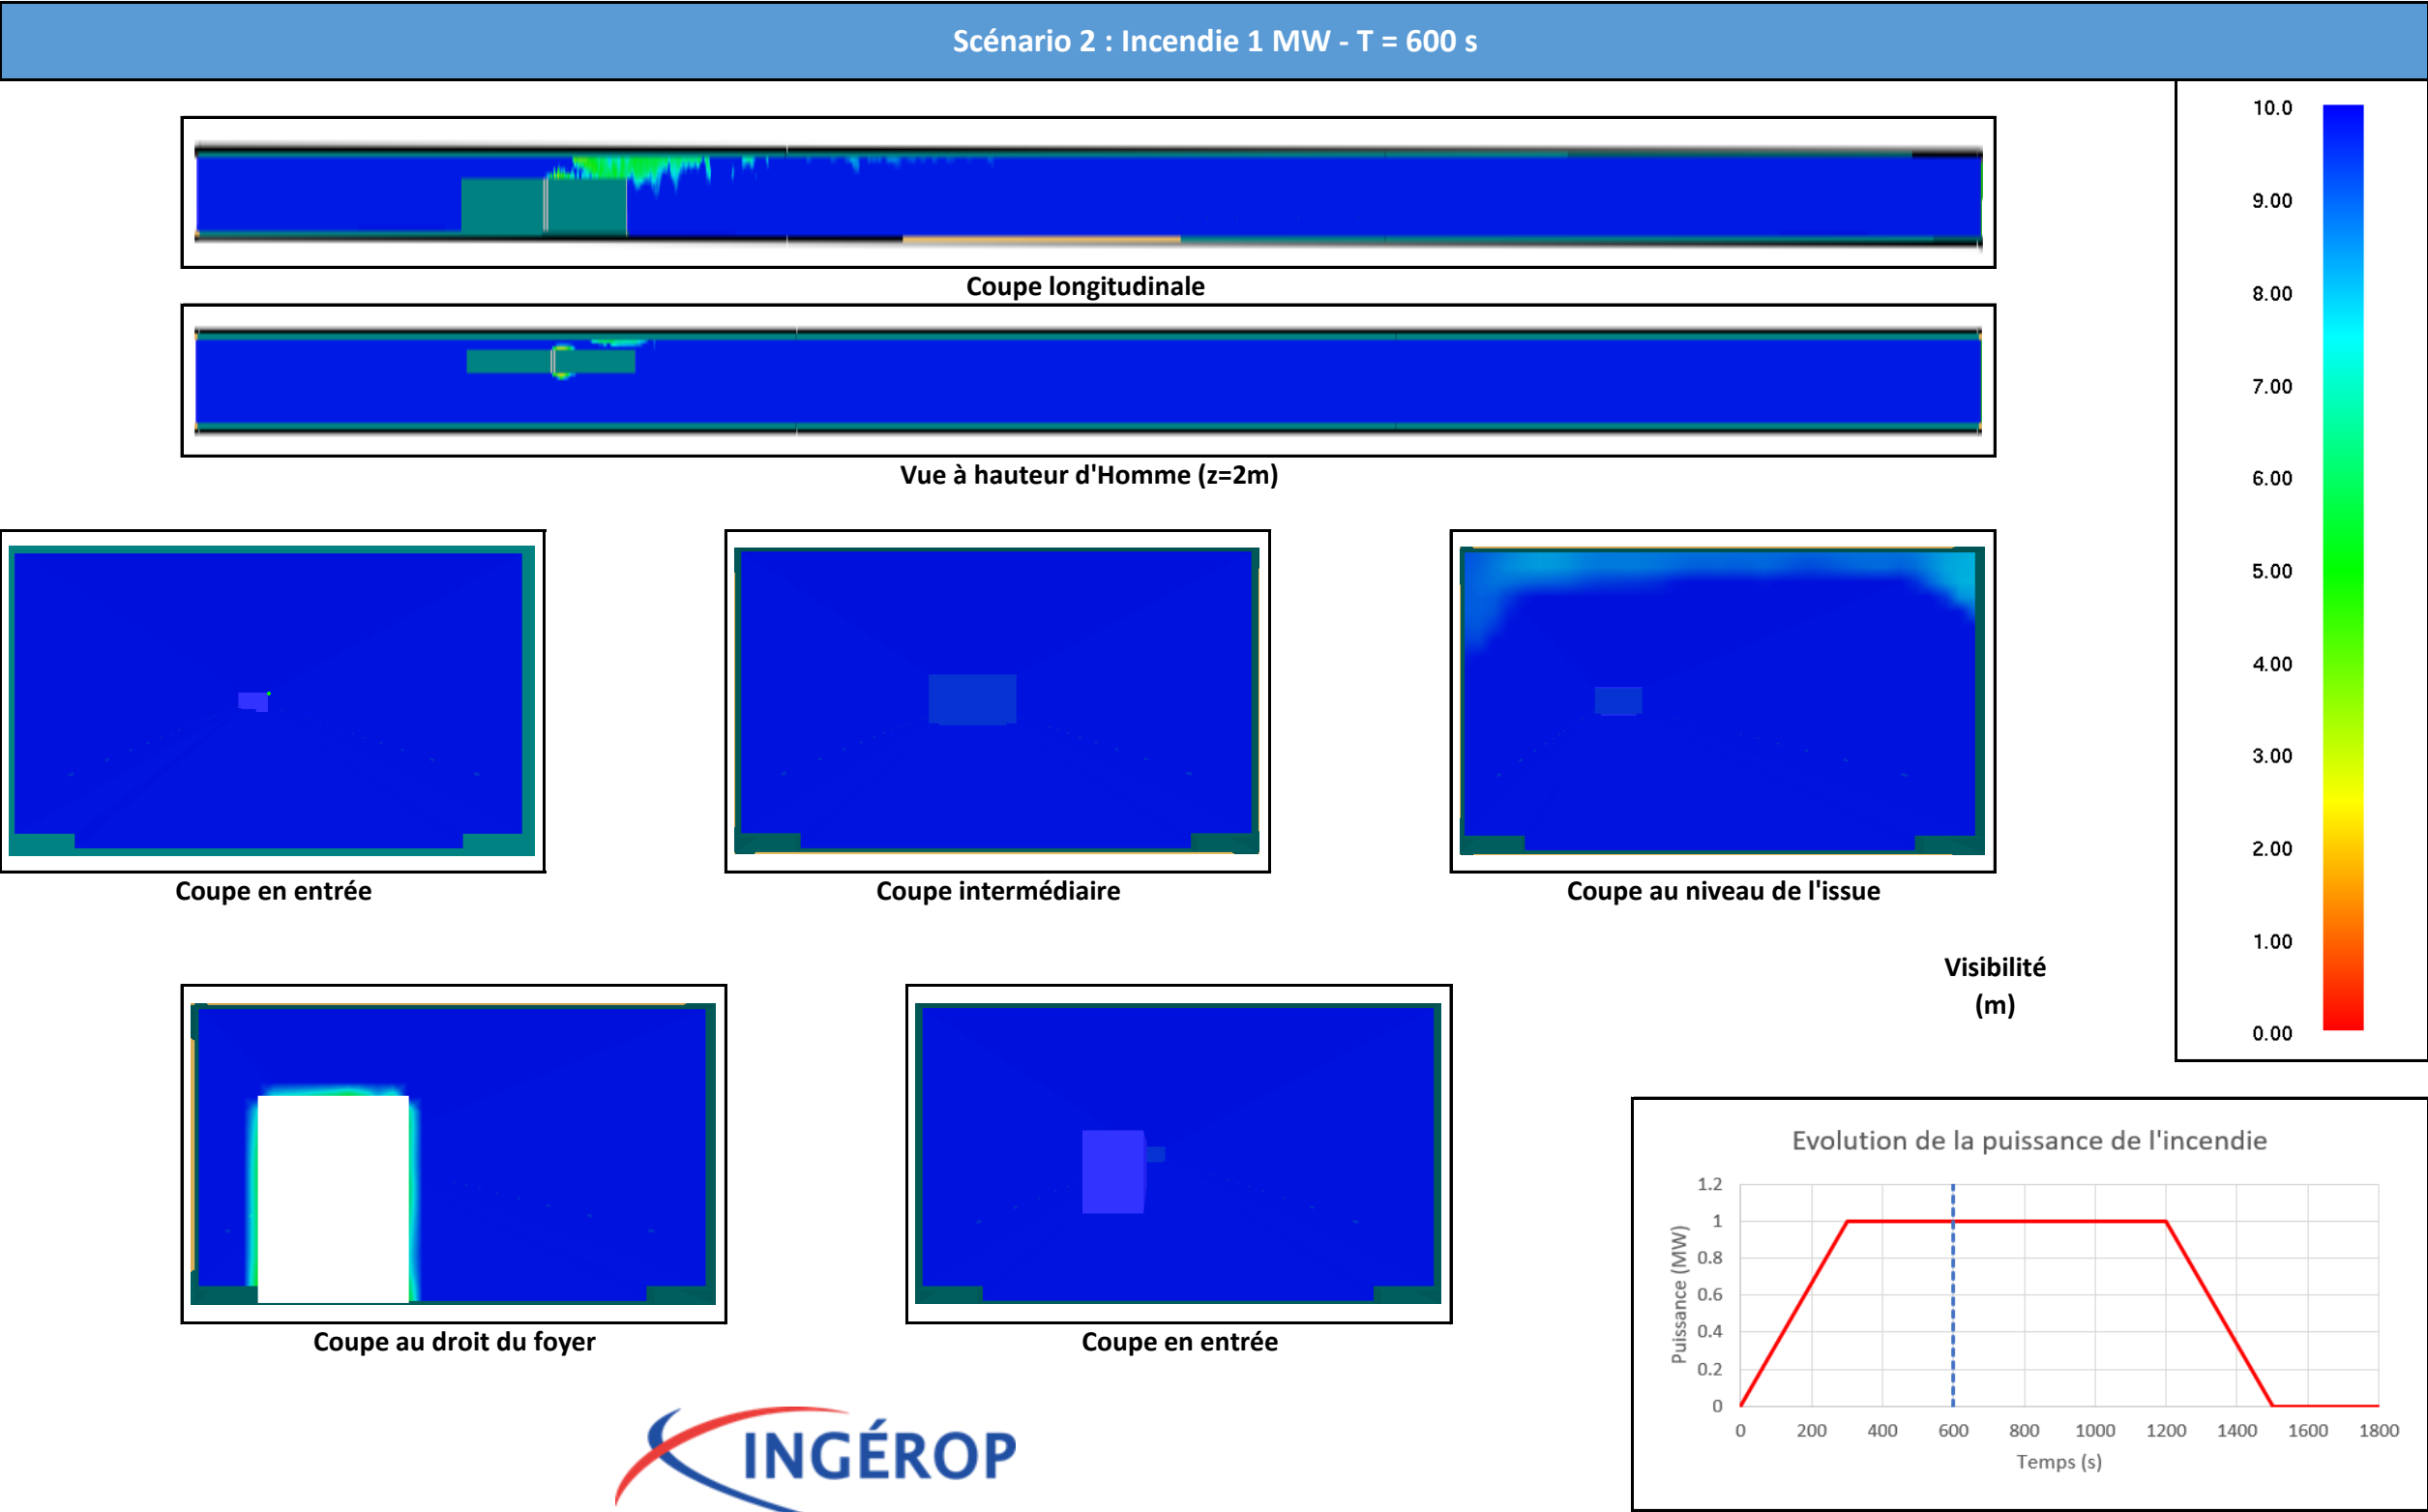 Scénario 2 : Incendie 1 MW - T = 600 s
Coupe longitudinale
Vue à hauteur d'Homme (z=2m)
Coupe en entrée
Coupe intermédiaire
Coupe au niveau de l'issue
Coupe au droit du foyer
Coupe en entrée
Visibilité
(m)
10.0
9.00
8.00
7.00
6.00
5.00
4.00
3.00
2.00
1.00
0.00
Evolution de la puissance de l'incendie
Puissance (MW)
1.2
1
0.8
0.6
0.4
0.2
0
0 200 400 600 800 1000 1200 1400 1600 1800
Temps (s)
INGÉROP